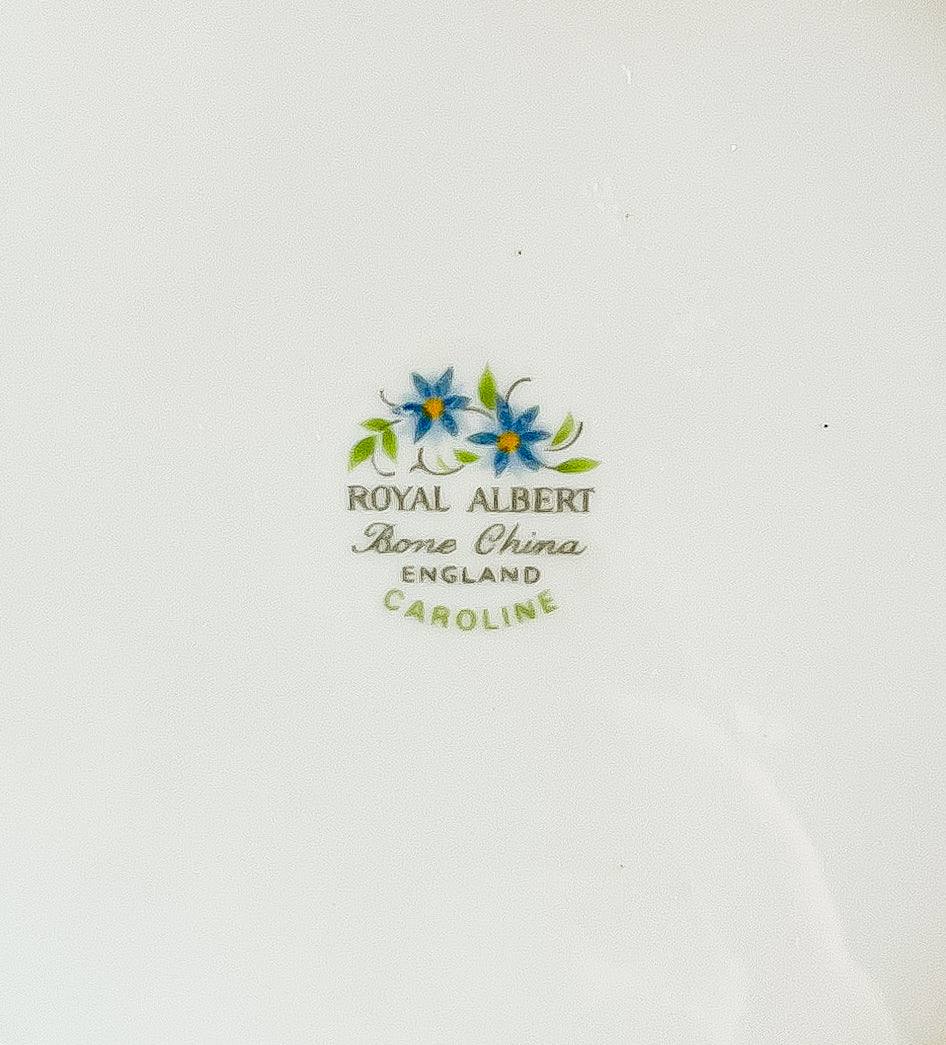 ROYAL ALBERT
Bone China
ENGLAND
CAROLINE